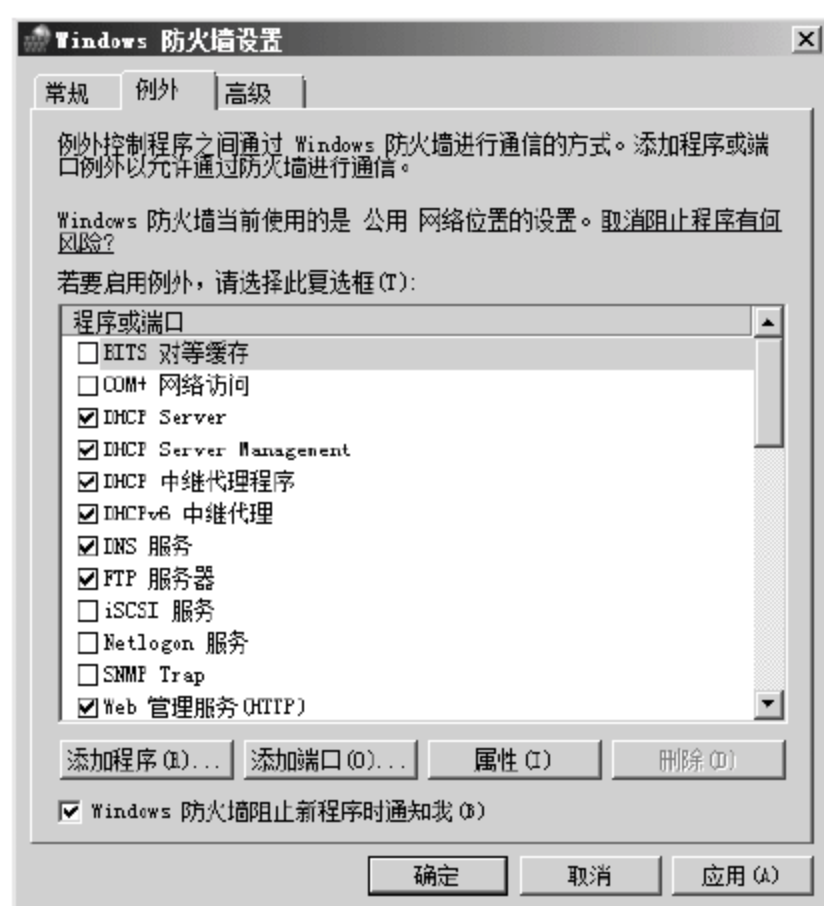 Windows 防火墙设置
常规 例外 高级
例外控制程序之间通过 Windows 防火墙进行通信的方式。添加程序或端
口例外以允许通过防火墙进行通信。
Windows 防火墙当前使用的是 公用 网络位置的设置。取消阻止程序有何
风险?
若要启用例外，请选择此复选框(T):
程序或端口
BITS 对等缓存
COM+ 网络访问
DHCP Server
DHCP Server Management
DHCP 中继代理程序
DHCPv6 中继代理
DNS 服务
FTP 服务器
iSCSI 服务
Netlogon 服务
SNMP Trap
Web 管理服务(HTTP)
添加程序(R)... 添加端口(O)... 属性(I) 删除(D)
Windows 防火墙阻止新程序时通知我(B)
确定 取消 应用(A)